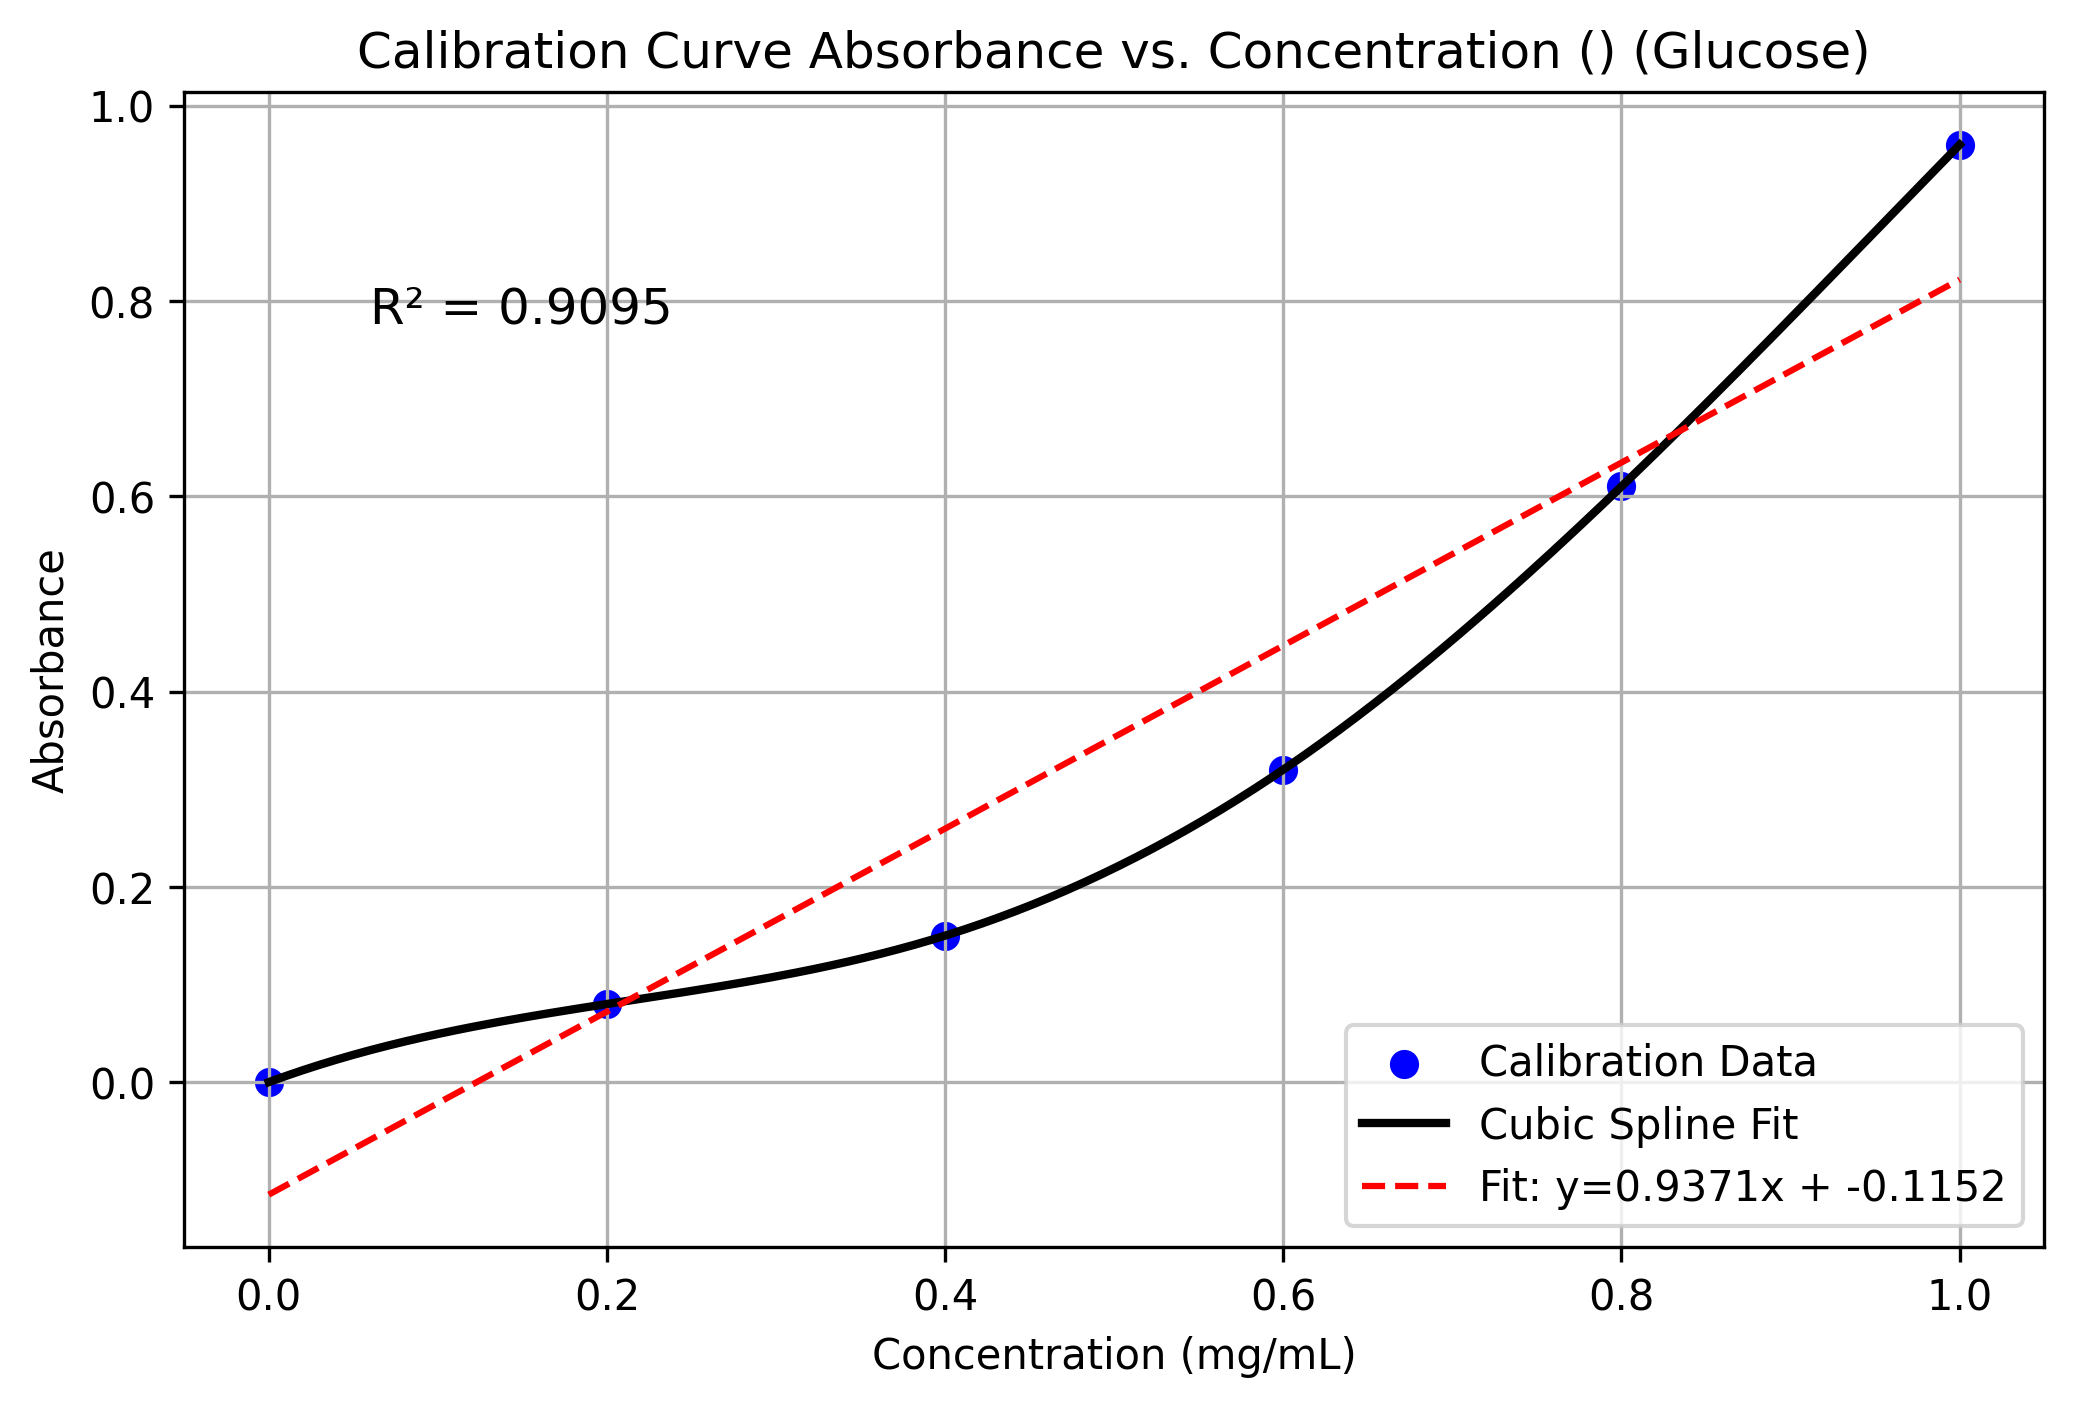 Calibration Curve Absorbance vs. Concentration () (Glucose)
1.0
0.8
0.6
0.4
0.2
0.0
Absorbance
R² = 0.9095
Calibration Data
Cubic Spline Fit
Fit: y=0.9371x + -0.1152
0.0 0.2 0.4 0.6 0.8 1.0
Concentration (mg/mL)